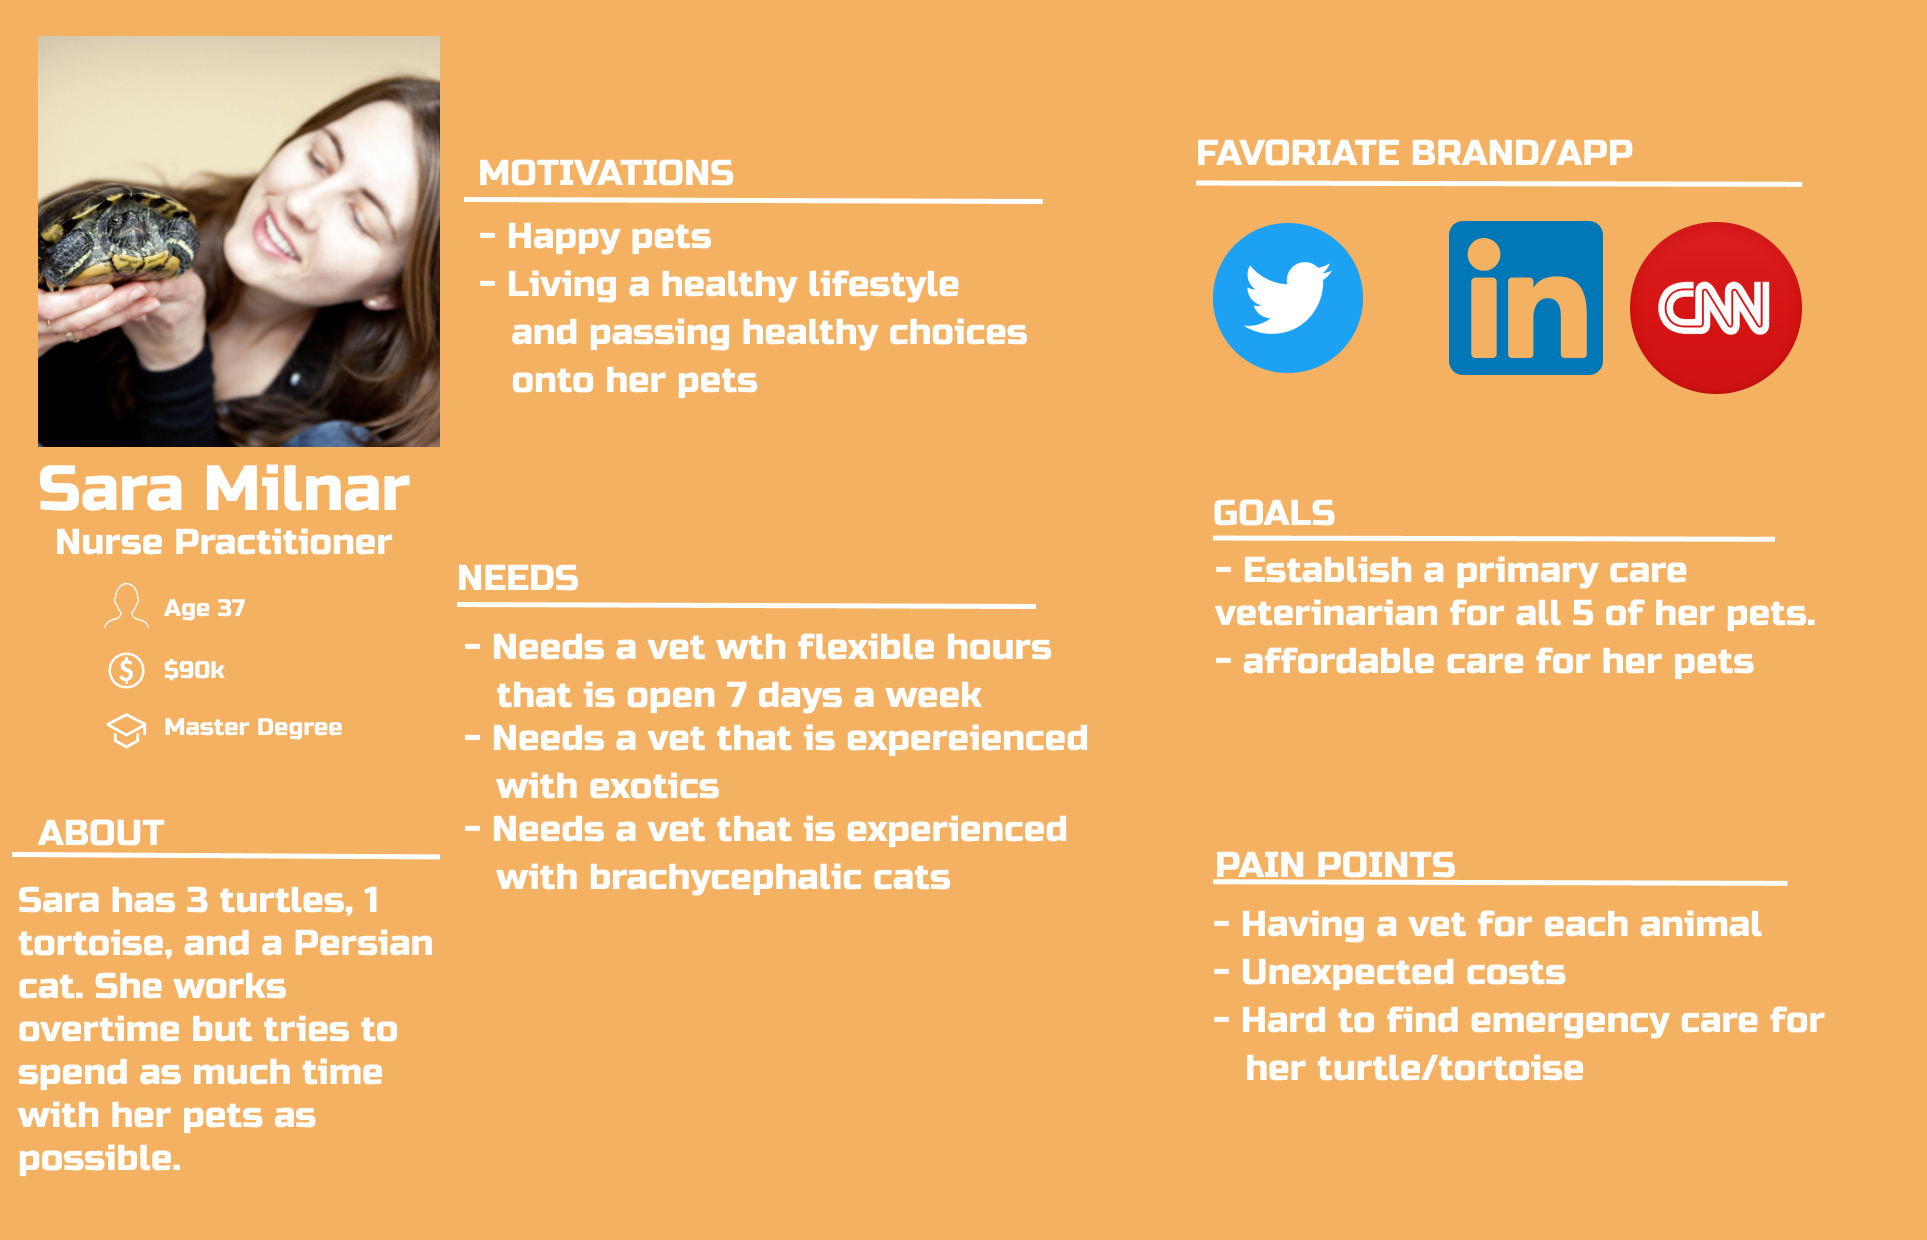 Sara Milnar
Nurse Practitioner
Age 37
$90k
Master Degree
ABOUT
Sara has 3 turtles, 1
tortoise, and a Persian
cat. She works
overtime but tries to
spend as much time
with her pets as
possible.
MOTIVATIONS
- Happy pets
- Living a healthy lifestyle
and passing healthy choices
onto her pets
NEEDS
- Needs a vet wth flexible hours
that is open 7 days a week
- Needs a vet that is expereienced
with exotics
- Needs a vet that is experienced
with brachycephalic cats
FAVORIATE BRAND/APP
in
CNN
GOALS
- Establish a primary care
veterinarian for all 5 of her pets.
- affordable care for her pets
PAIN POINTS
- Having a vet for each animal
- Unexpected costs
- Hard to find emergency care for
her turtle/tortoise